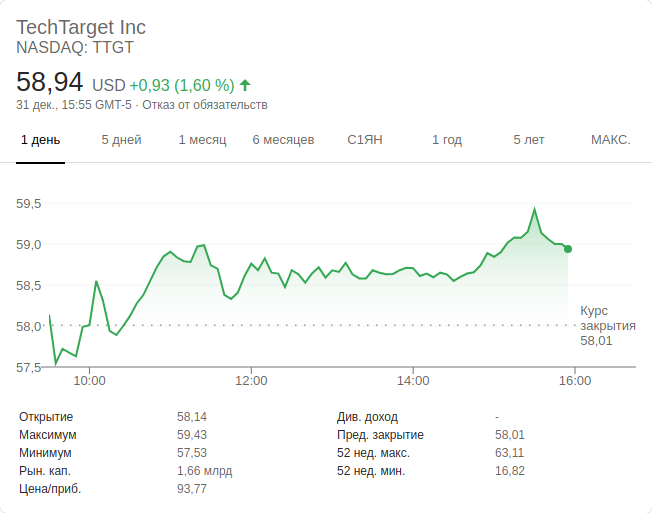 TechTarget Inc
NASDAQ: TTGT
58,94 USD +0,93 (1,60 %)
31 дек., 15:55 GMT-5 · Отказ от обязательств
1 день 5 дней 1 месяц 6 месяцев С1ЯН 1 год 5 лет МАКС.
59,5
59,0
58,5
58,0
57,5
Курс
закрытия
58,01
10:00 12:00 14:00 16:00
Открытие 58,14 Див. доход -
Максимум 59,43 Пред. закрытие 58,01
Минимум 57,53 52 нед. макс. 63,11
Рын. кап. 1,66 млрд 52 нед. мин. 16,82
Цена/приб. 93,77